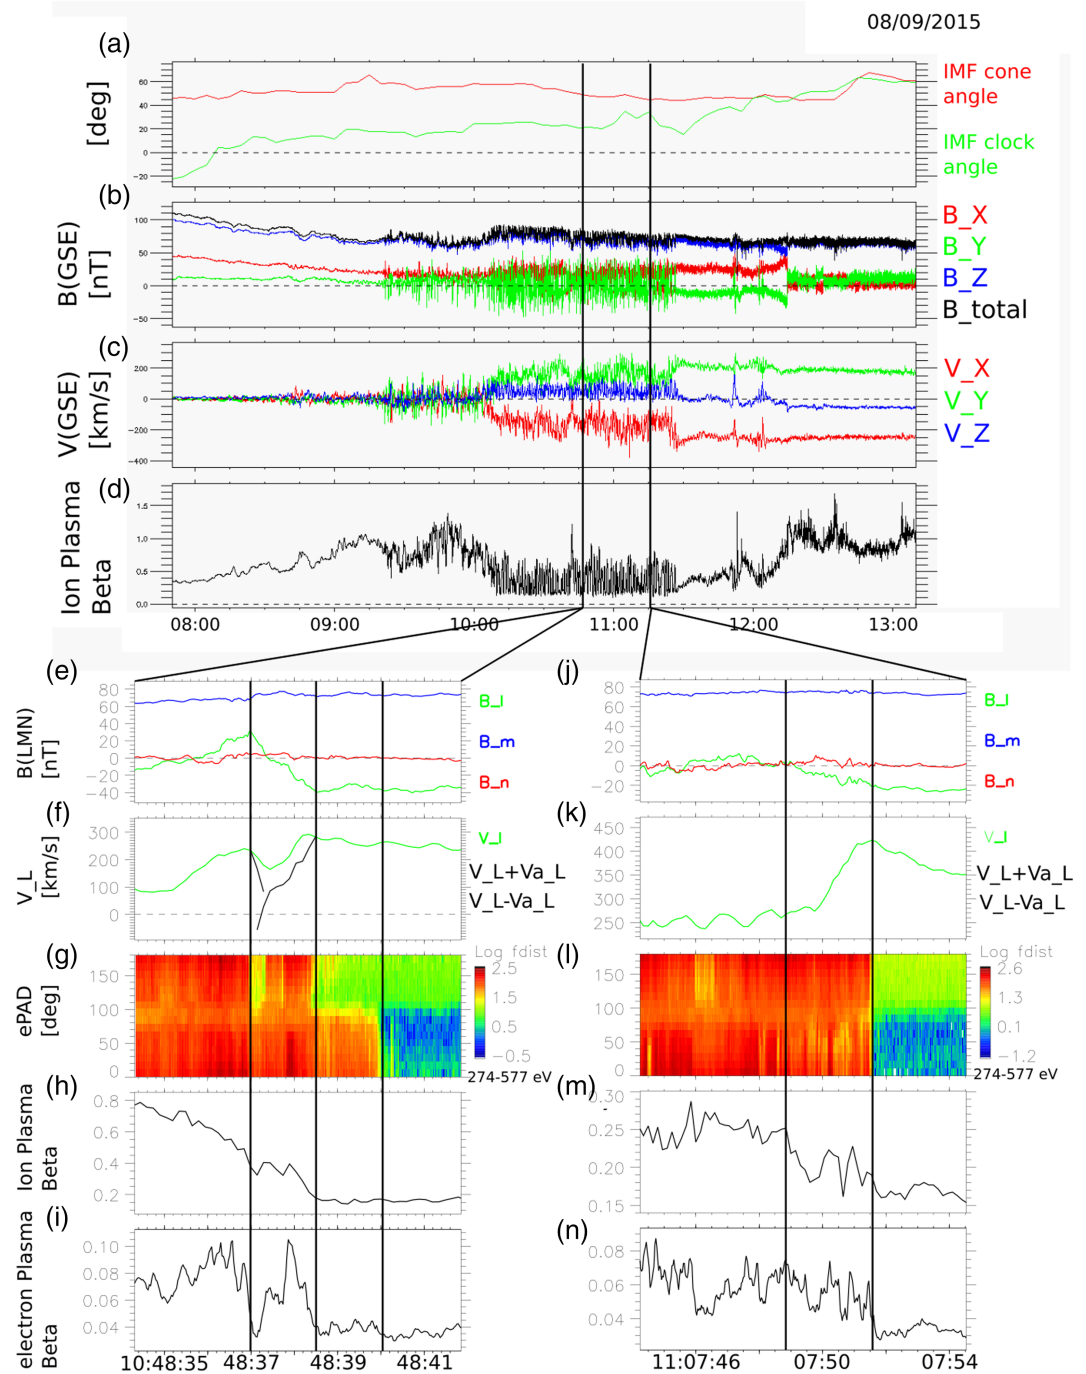 08/09/2015
(a)
[deg]
60
40
20
0
−20
IMF cone
angle
IMF clock
angle
(b)
B(GSE)
[nT]
100
50
0
−50
B_X
B_Y
B_Z
B_total
(c)
V(GSE)
[km/s]
200
0
−200
−400
V_X
V_Y
V_Z
(d)
Ion Plasma
Beta
1.5
1.0
0.5
0.0
08:00 09:00 10:00 11:00 12:00 13:00
(e)
B(LMN)
[nT]
80
60
40
20
0
−20
−40
B_l
B_m
B_n
(f)
V_L
[km/s]
300
200
100
0
V_l
V_L+Va_L
V_L-Va_L
(g)
ePAD
[deg]
150
100
50
0
Log fdist
2.5
1.5
0.5
−0.5
274-577 eV
(h)
Ion Plasma
Beta
0.8
0.6
0.4
0.2
(i)
electron Plasma
Beta
0.10
0.08
0.06
0.04
10:48:35 48:37 48:39 48:41
(j)
80
60
40
20
0
−20
B_l
B_m
B_n
(k)
450
400
350
300
250
V_l
V_L+Va_L
V_L-Va_L
(l)
150
100
50
0
Log fdist
2.6
1.3
0.1
−1.2
274-577 eV
(m)
0.30
0.25
0.20
0.15
(n)
0.08
0.06
0.04
11:07:46 07:50 07:54